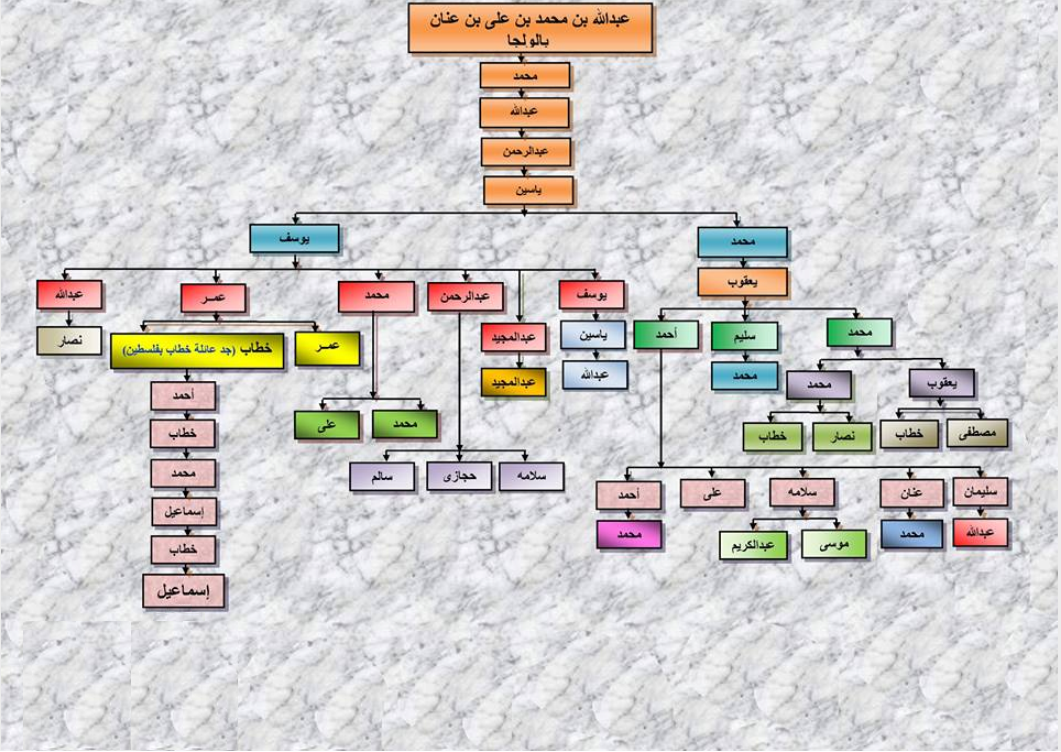 عبدالله بن محمد بن على بن عنان
بالولجا
محمد
عبدالله
عبدالرحمن
ياسين
محمد
يوسف
يعقوب
يوسف
عبدالرحمن
محمد
عمـر
عبدالله
محمد
سليم
أحمد
ياسين
عبدالمجيد
عمـر
خطاب (جد عائلة خطاب بفلسطين)
نصار
يعقوب
محمد
محمد
عبدالله
عبدالمجيد
أحمد
مصطفى
خطاب
نصار
خطاب
محمد
على
خطاب
سلامه
حجازى
سالم
محمد
سليمان
عنان
سلامه
على
أحمد
إسماعيل
عبدالله
محمد
موسى
عبدالكريم
محمد
خطاب
إسماعيل